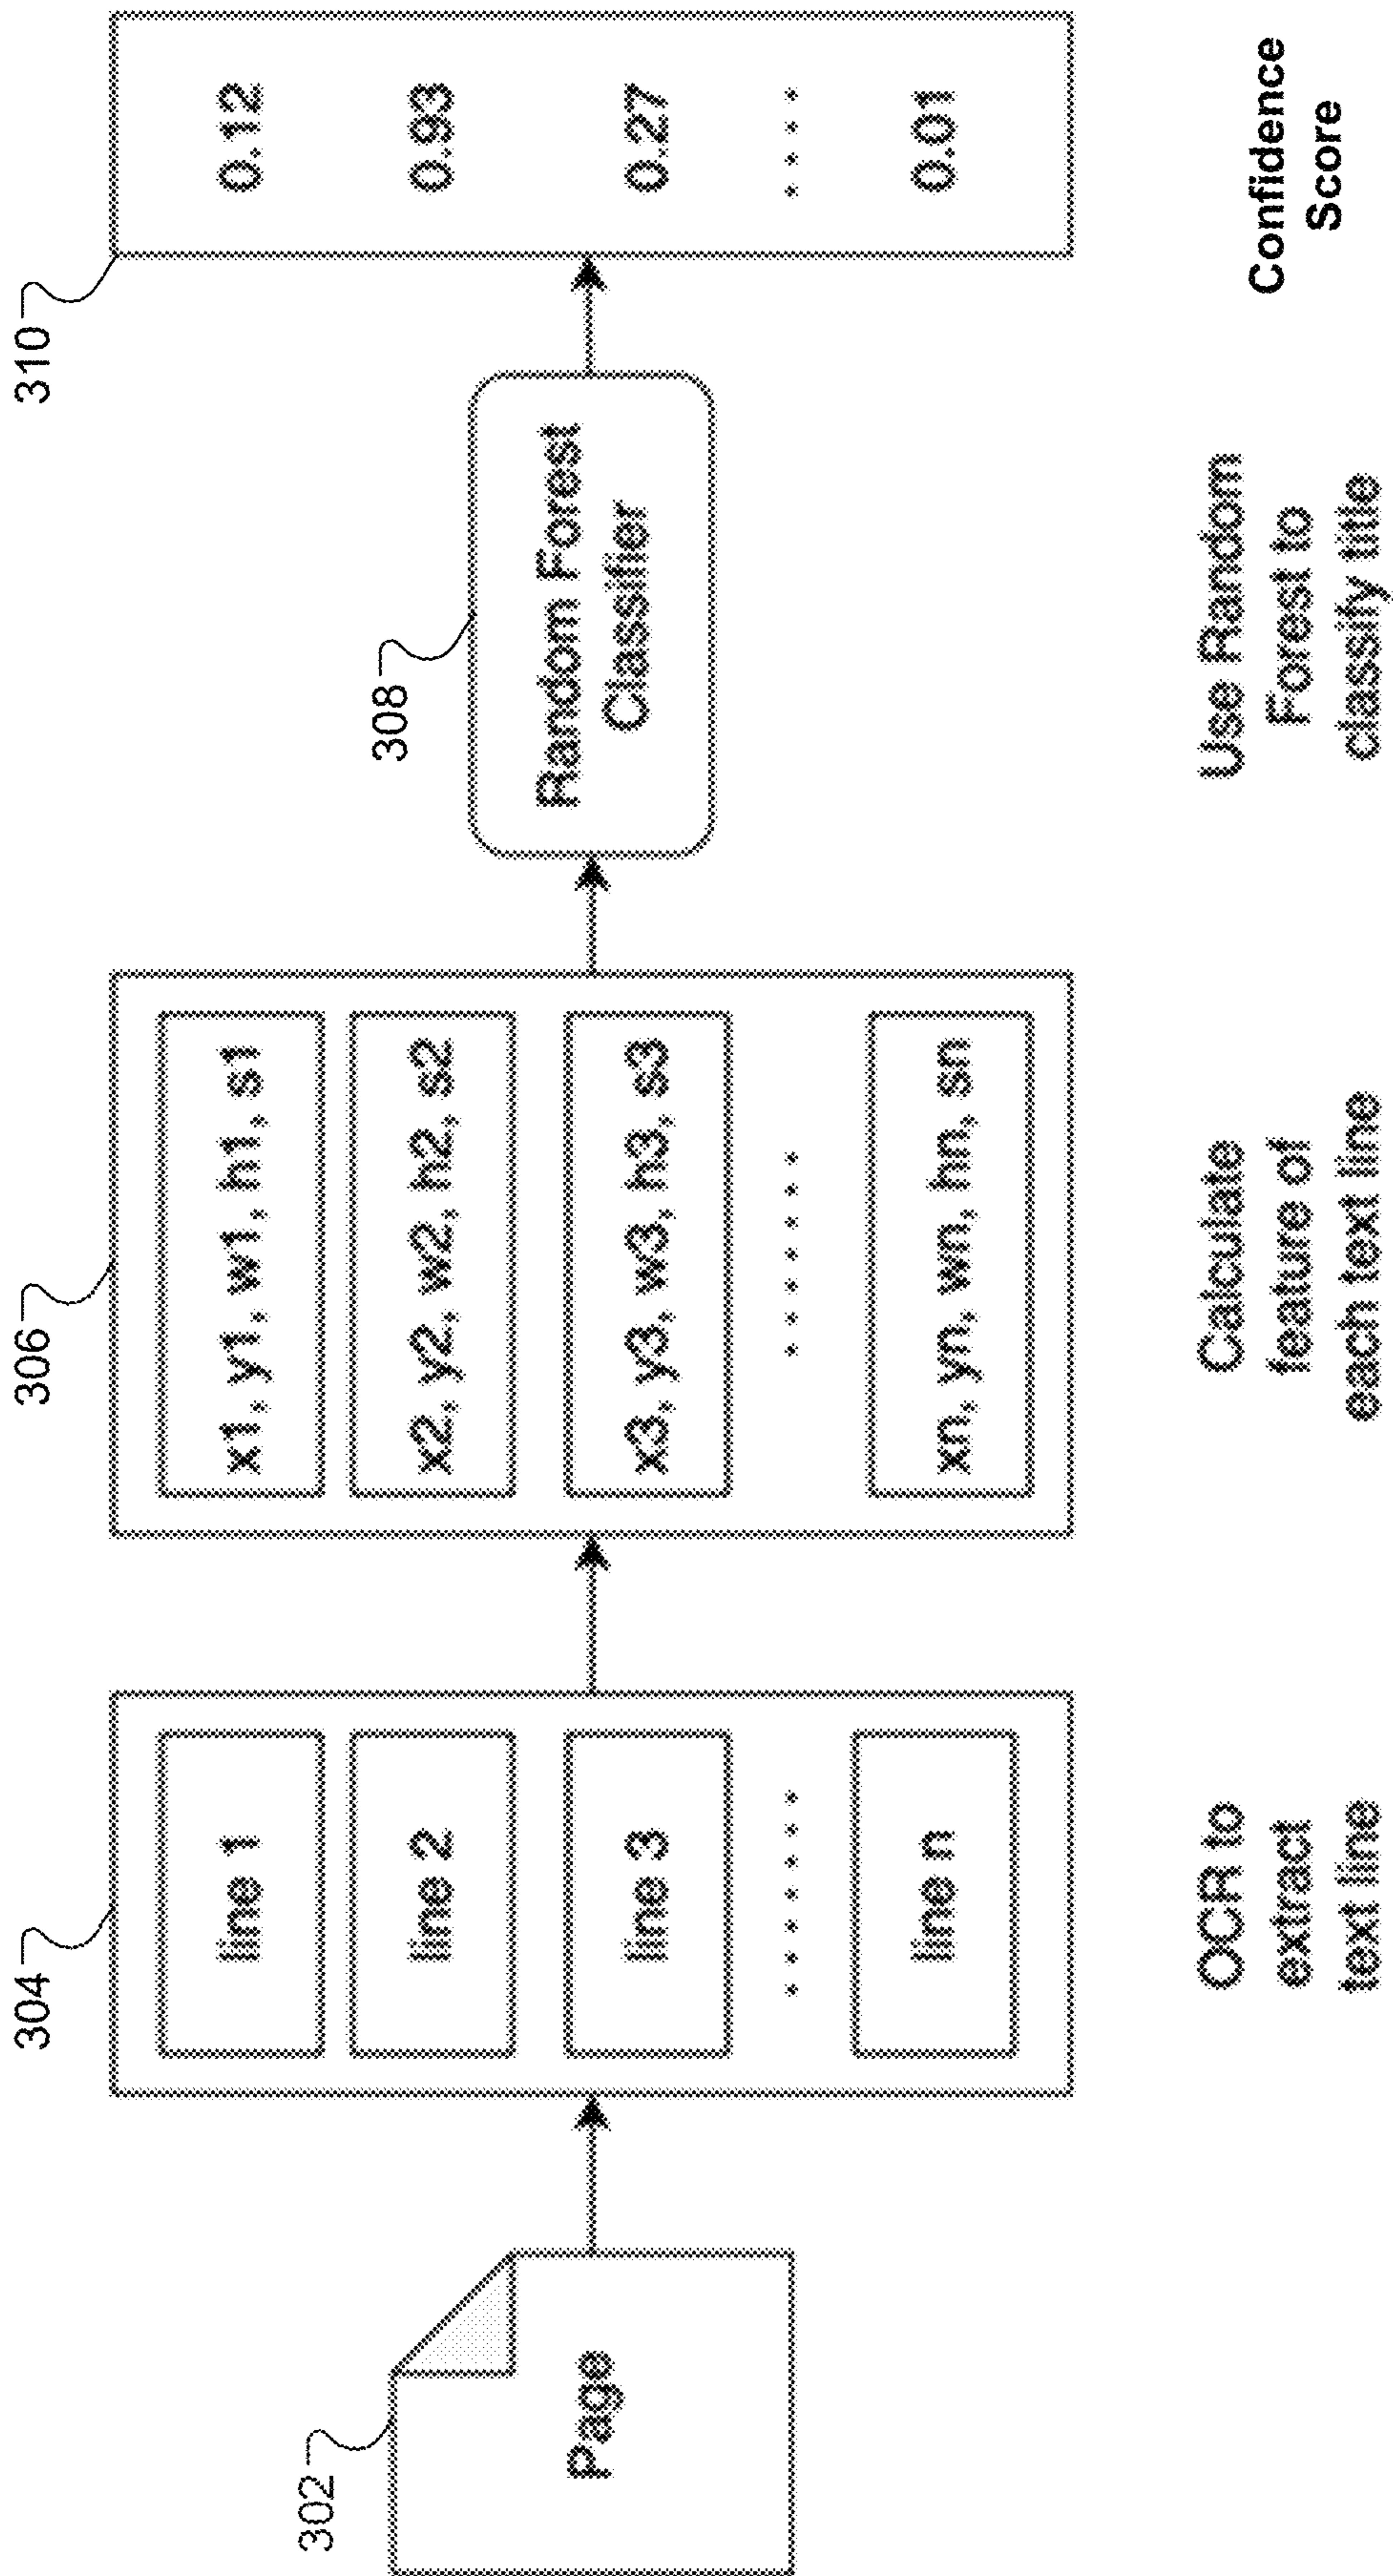 302
Page
304
line 1
line 2
line 3
.......
line n
OCR to
extract
text line
306
x1, y1, w1, h1, s1
x2, y2, w2, h2, s2
x3, y3, w3, h3, s3
.......
xn, yn, wn, hn, sn
Calculate
feature of
each text line
308
Random Forest
Classifier
Use Random
Forest to
classify title
310
0.12
0.93
0.27
....
0.01
Confidence
Score